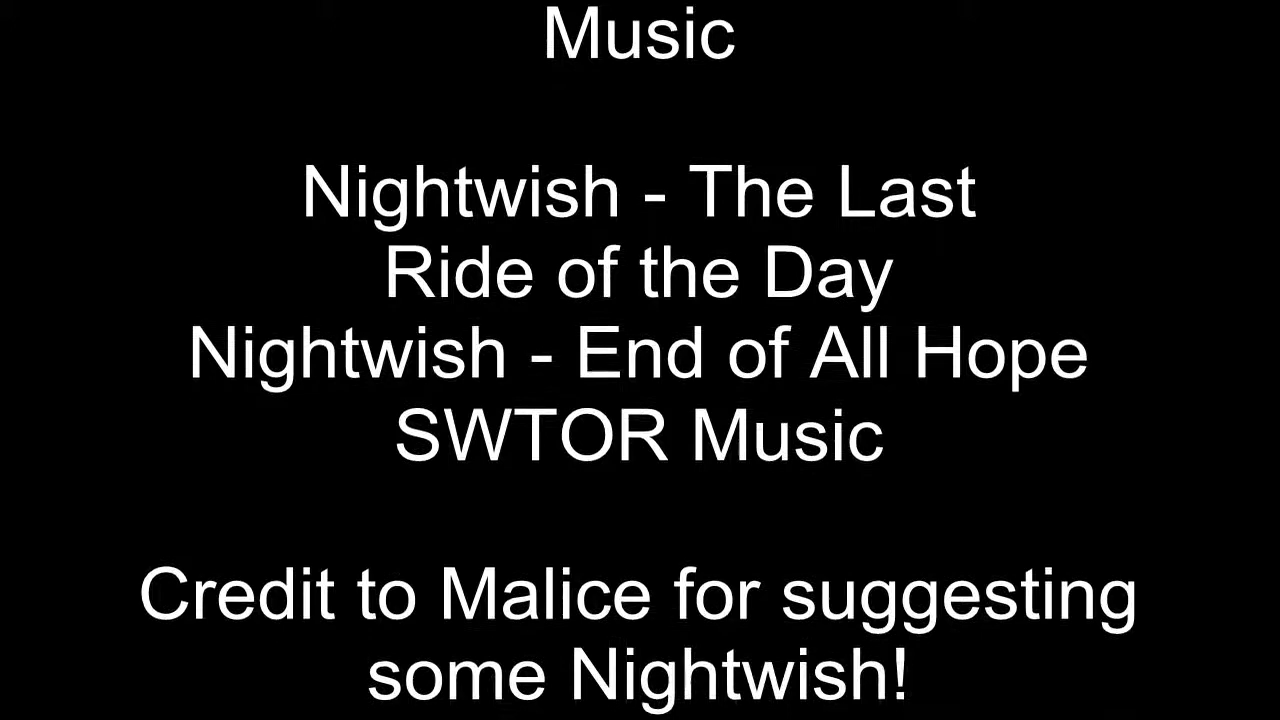 Music
Nightwish - The Last
Ride of the Day
Nightwish - End of All Hope
SWTOR Music
Credit to Malice for suggesting
some Nightwish!